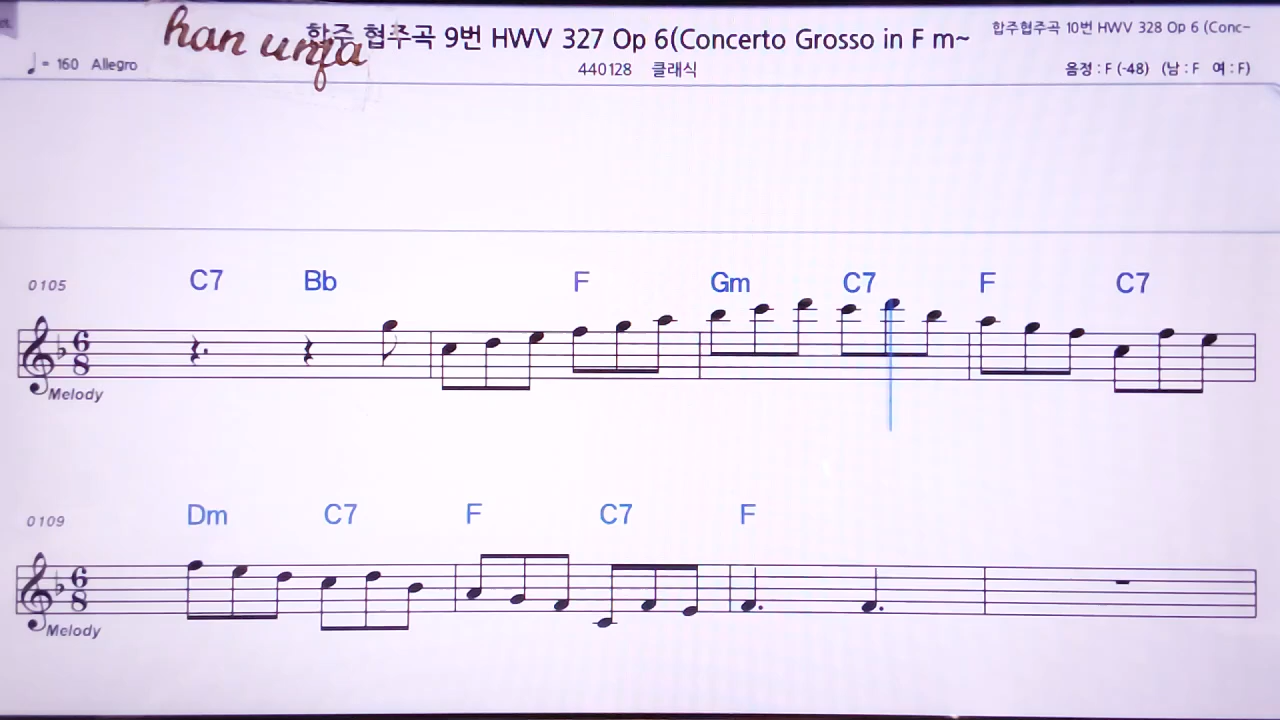 han unfa
합주 협주곡 9번 HWV 327 Op 6(Concerto Grosso in F m~
합주협주곡 10번 HWV 328 Op 6 (Conc~
♩= 160 Allegro
440128 클래식
음정 : F (-48) (남 : F 여 : F)
0105
C7 Bb F Gm C7 F C7
6
8
Melody
0109
Dm C7 F C7 F
6
8
Melody